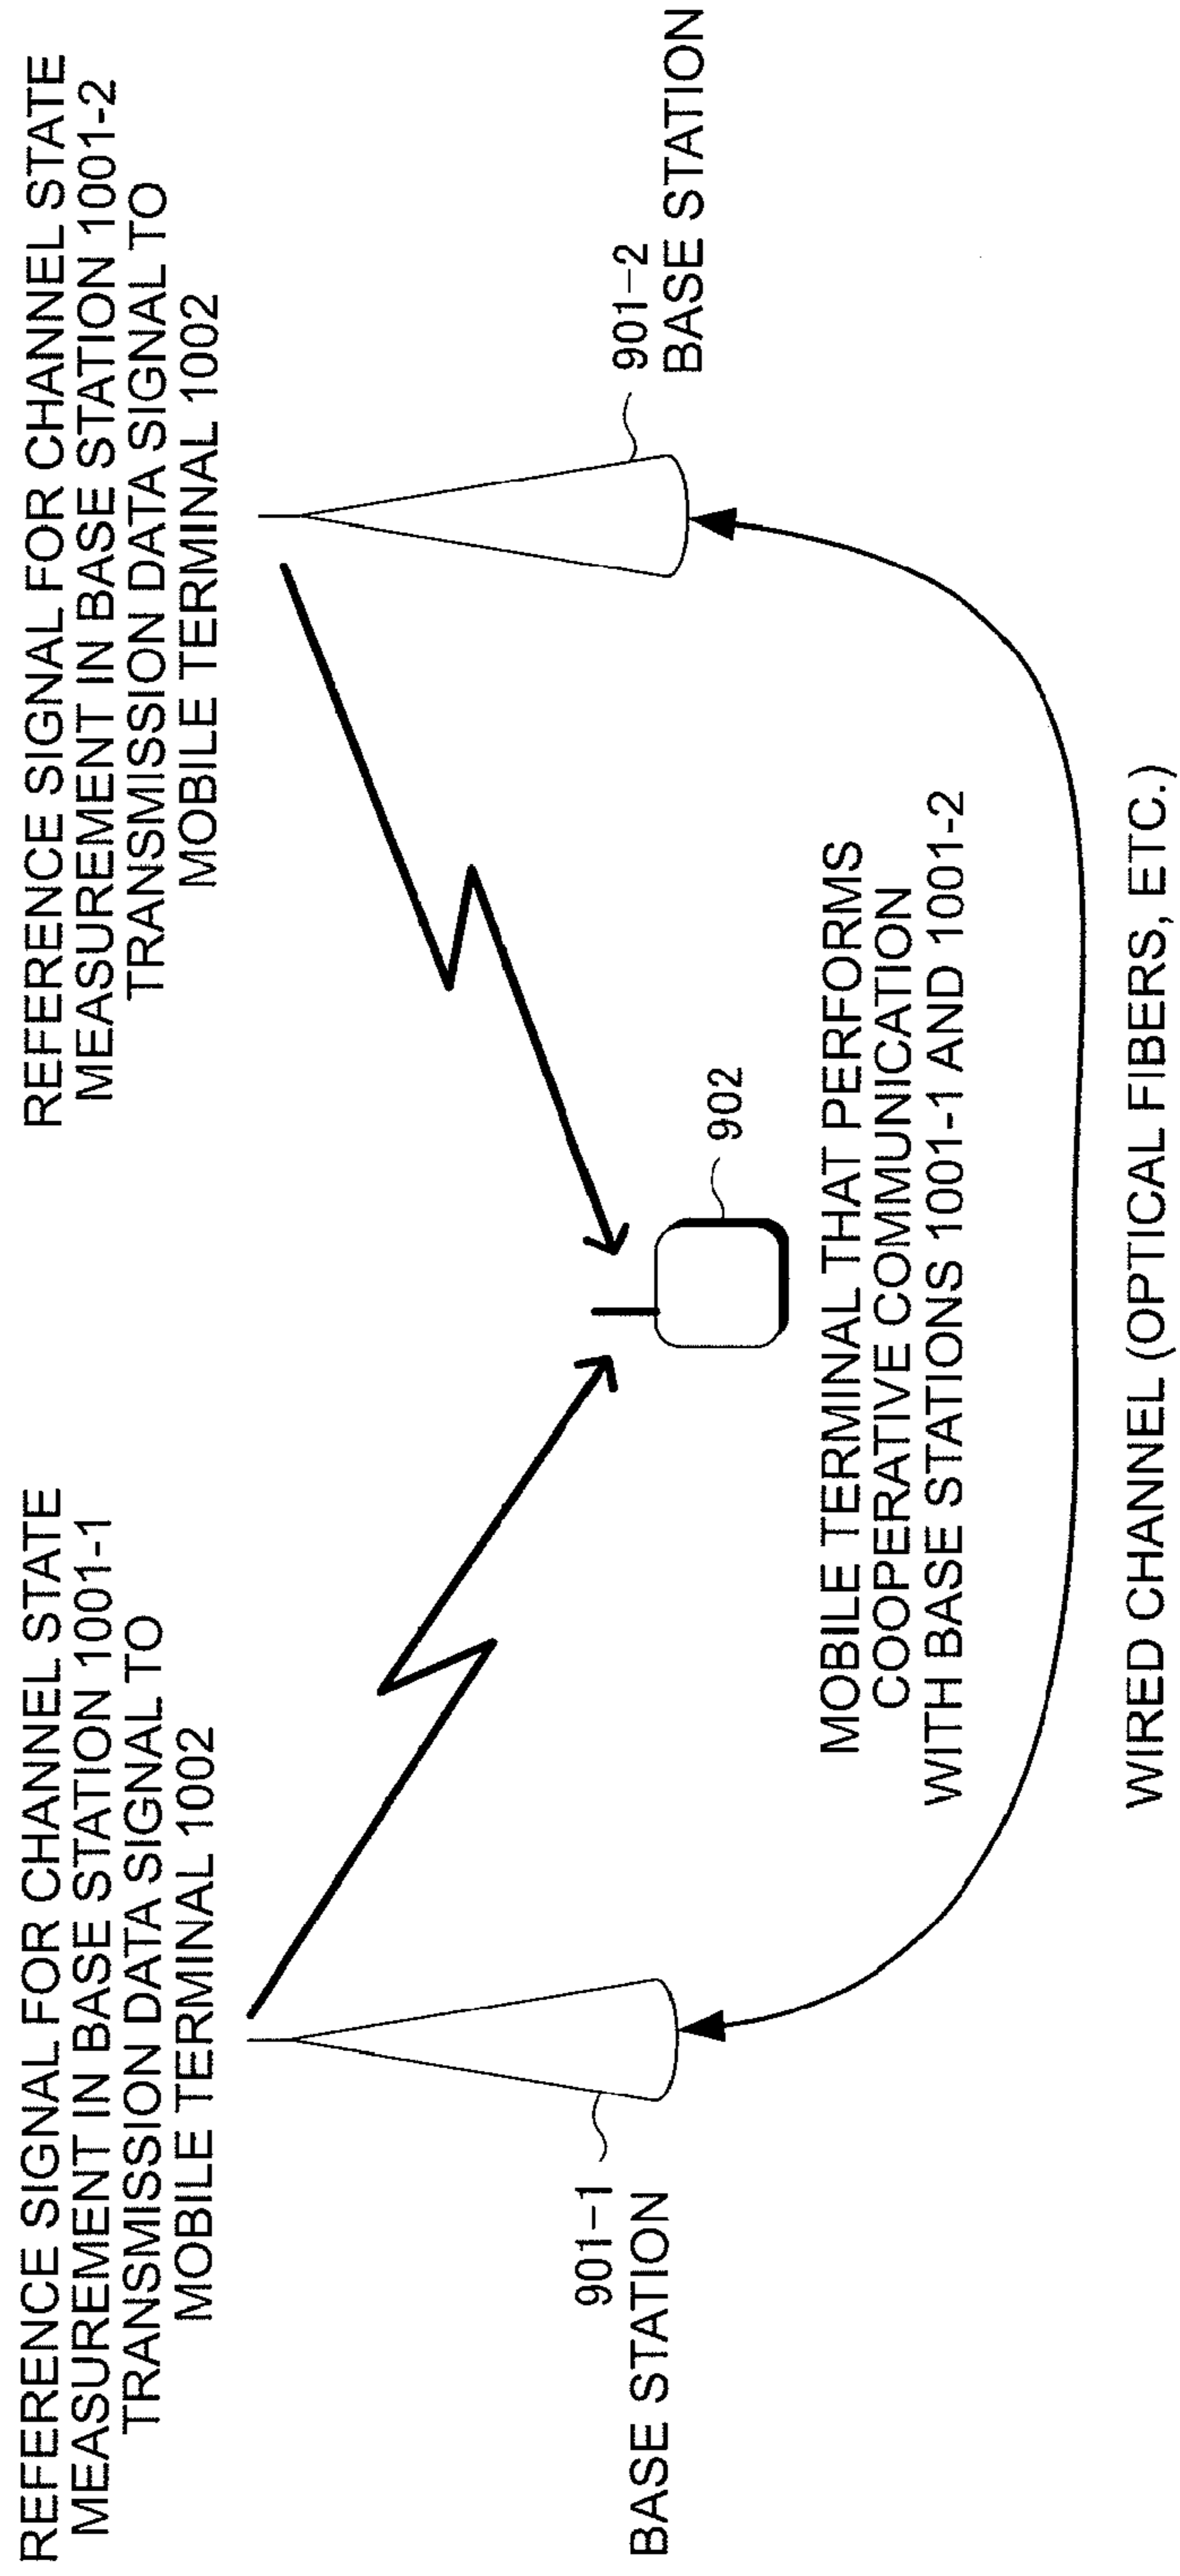 REFERENCE SIGNAL FOR CHANNEL STATE
MEASUREMENT IN BASE STATION 1001-1
TRANSMISSION DATA SIGNAL TO
MOBILE TERMINAL 1002
REFERENCE SIGNAL FOR CHANNEL STATE
MEASUREMENT IN BASE STATION 1001-2
TRANSMISSION DATA SIGNAL TO
MOBILE TERMINAL 1002
901-1
BASE STATION
902
901-2
BASE STATION
MOBILE TERMINAL THAT PERFORMS
COOPERATIVE COMMUNICATION
WITH BASE STATIONS 1001-1 AND 1001-2
WIRED CHANNEL (OPTICAL FIBERS, ETC.)